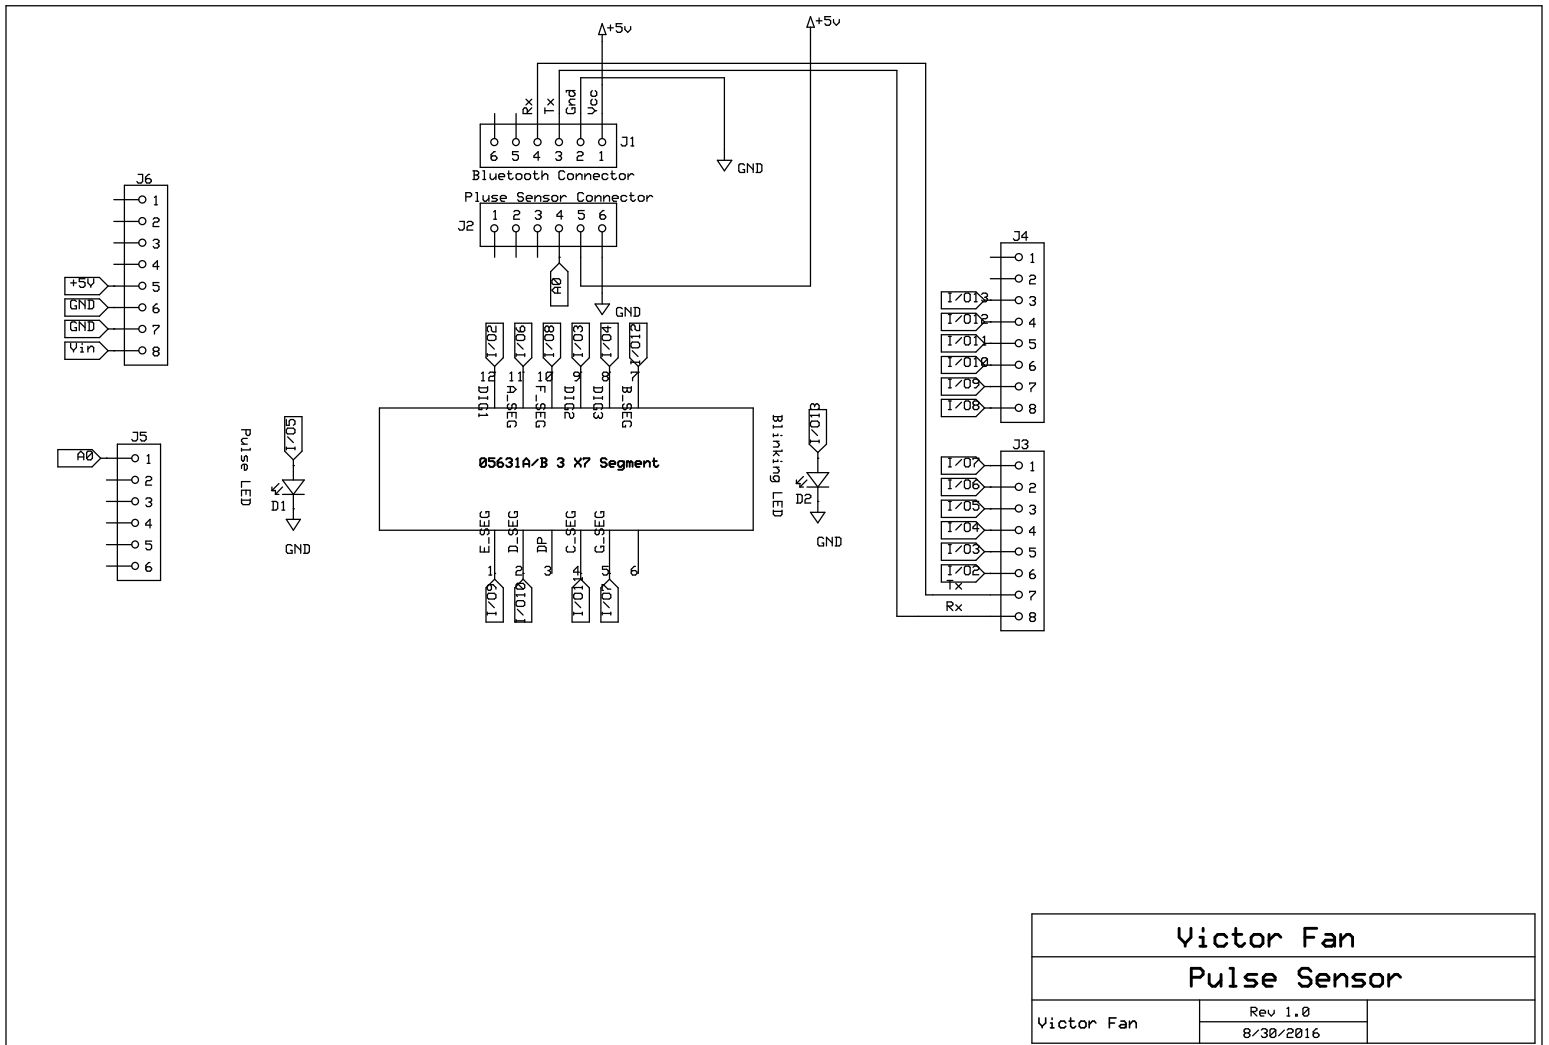 +5v
+5v
Rx
Tx
Gnd
Vcc
J1
6 5 4 3 2 1
GND
Bluetooth Connector
Pluse Sensor Connector
1 2 3 4 5 6
J2
A0
GND
J6
1
2
3
4
+5V 5
GND 6
GND 7
Vin 8
J4
1
2
I/O13 3
I/O12 4
I/O11 5
I/O10 6
I/O9 7
I/O8 8
I/O2 I/O6 I/O8 I/O3 I/O4 I/O12
12 11 10 9 8 7
DIG1 A_SEG F_SEG DIG2 DIG3 B_SEG
05631A/B 3 X7 Segment
E_SEG D_SEG DP C_SEG G_SEG
1 2 3 4 5 6
I/O9 I/O10 I/O11 I/O7
J5
A0 1
2
3
4
5
6
Pulse LED
I/O5
D1
GND
Blinking LED
I/O13
D2
GND
J3
I/O7 1
I/O6 2
I/O5 3
I/O4 4
I/O3 5
I/O2 6
Tx 7
Rx 8
Victor Fan
Pulse Sensor
Victor Fan
Rev 1.0
8/30/2016